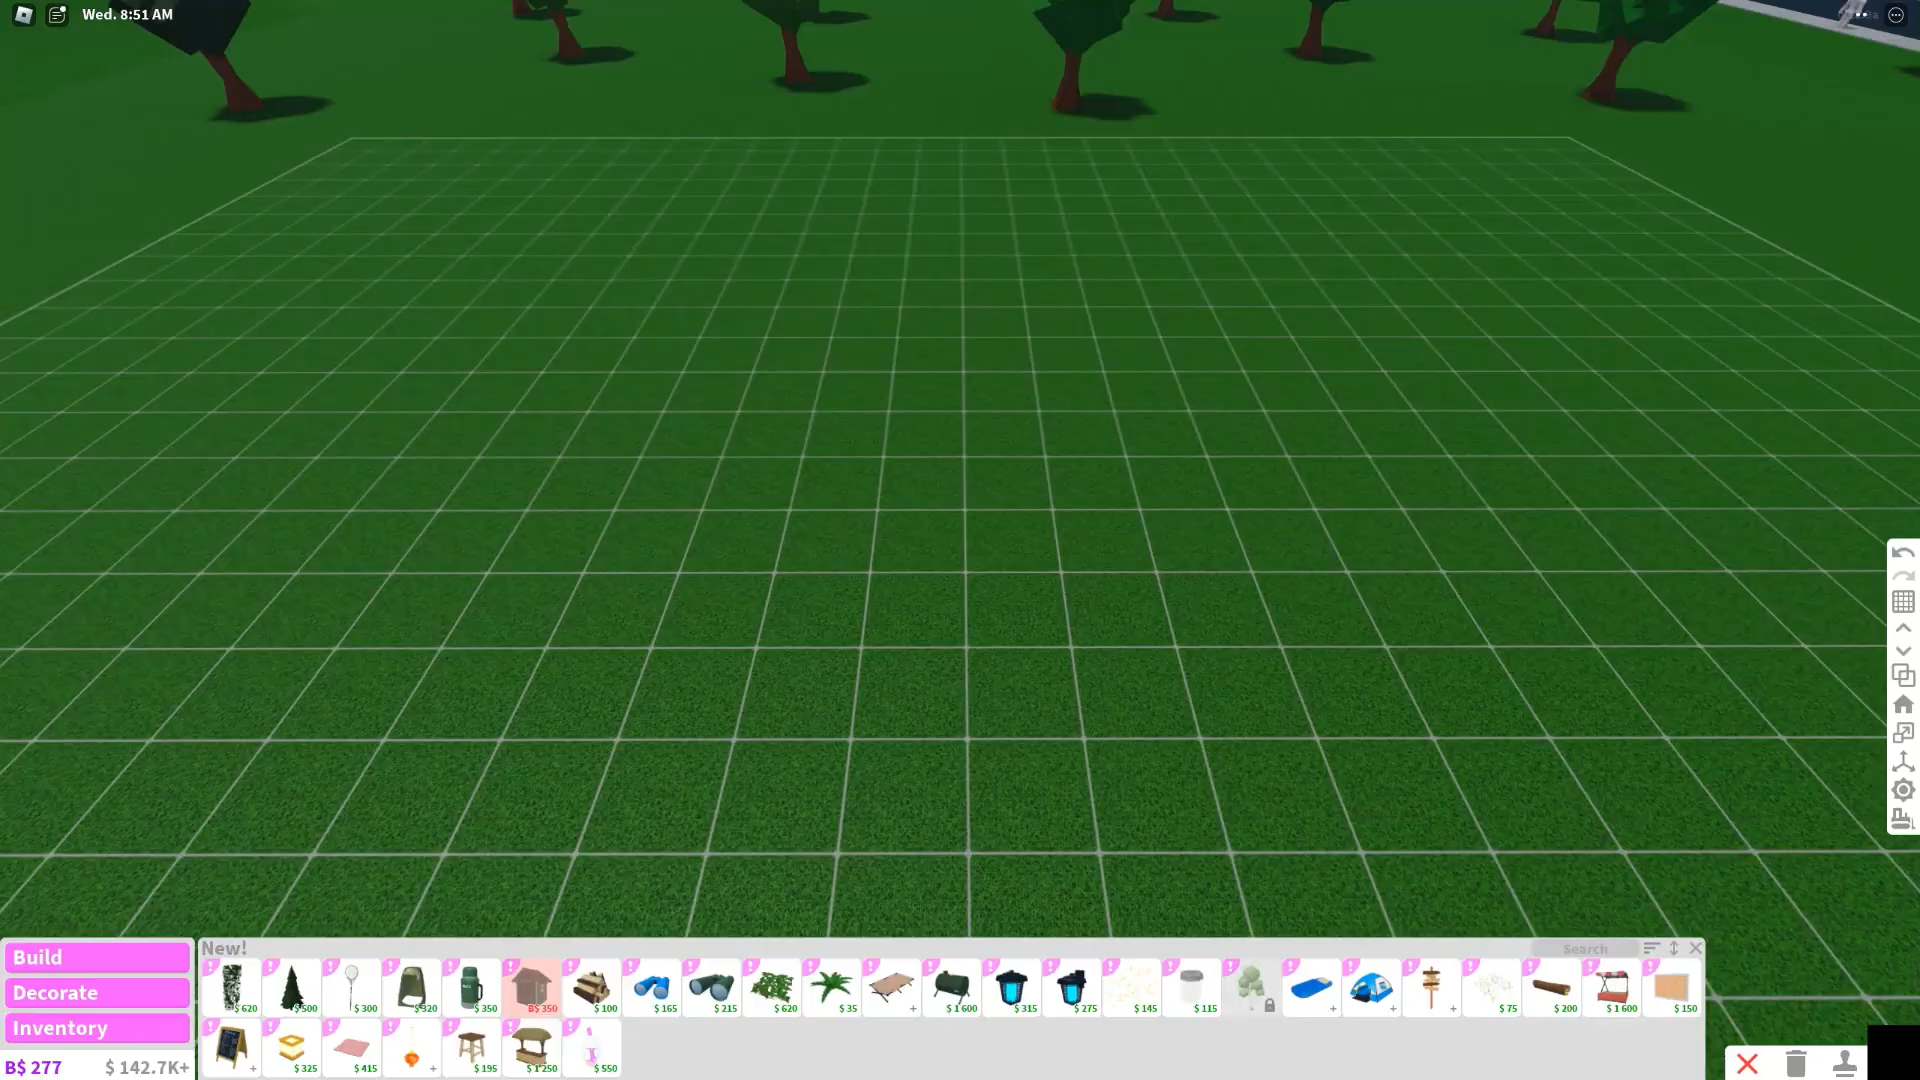 Wed. 8:51 AM
Build
Decorate
Inventory
B$ 277 $ 142.7K+
New!
Search
$ 620 $ 500 $ 300 $ 320 $ 350 B$ 350 $ 100 $ 165 $ 215 $ 620 $ 35 + $ 1 600 $ 315 $ 275 $ 145 $ 115 + + + $ 75 $ 200 $ 1 600 $ 150
+ $ 325 $ 415 + $ 195 $ 1 250 $ 550